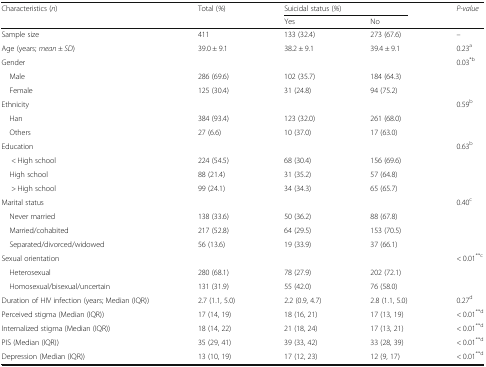 Characteristics (n) Total (%) Suicidal status (%) P-value
Yes No
Sample size 411 133 (32.4) 273 (67.6) –
Age (years; mean ± SD) 39.0 ± 9.1 38.2 ± 9.1 39.4 ± 9.1 0.23a
Gender 0.03*b
Male 286 (69.6) 102 (35.7) 184 (64.3)
Female 125 (30.4) 31 (24.8) 94 (75.2)
Ethnicity 0.59b
Han 384 (93.4) 123 (32.0) 261 (68.0)
Others 27 (6.6) 10 (37.0) 17 (63.0)
Education 0.63b
< High school 224 (54.5) 68 (30.4) 156 (69.6)
High school 88 (21.4) 31 (35.2) 57 (64.8)
> High school 99 (24.1) 34 (34.3) 65 (65.7)
Marital status 0.40c
Never married 138 (33.6) 50 (36.2) 88 (67.8)
Married/cohabited 217 (52.8) 64 (29.5) 153 (70.5)
Separated/divorced/widowed 56 (13.6) 19 (33.9) 37 (66.1)
Sexual orientation < 0.01**c
Heterosexual 280 (68.1) 78 (27.9) 202 (72.1)
Homosexual/bisexual/uncertain 131 (31.9) 55 (42.0) 76 (58.0)
Duration of HIV infection (years; Median (IQR)) 2.7 (1.1, 5.0) 2.2 (0.9, 4.7) 2.8 (1.1, 5.0) 0.27d
Perceived stigma (Median (IQR)) 17 (14, 19) 18 (16, 21) 17 (13, 19) < 0.01**d
Internalized stigma (Median (IQR)) 18 (14, 22) 21 (18, 24) 17 (13, 21) < 0.01**d
PIS (Median (IQR)) 35 (29, 41) 39 (33, 42) 33 (28, 39) < 0.01**d
Depression (Median (IQR)) 13 (10, 19) 17 (12, 23) 12 (9, 17) < 0.01**d